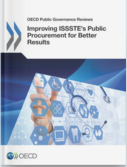 OECD Public Governance Reviews
Improving ISSSTE's Public
Procurement for Better
Results
OECD